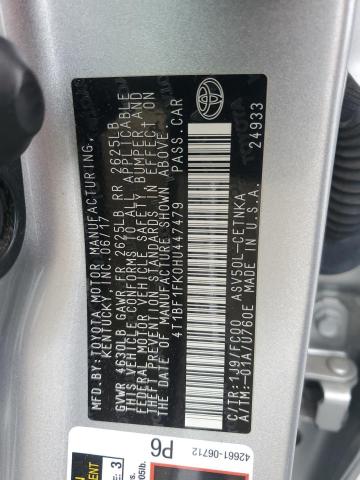 MFD. BY:TOYOTA MOTOR MANUFACTURING,
KENTUCKY, INC. 06/17
GVWR 4630LB GAWR FR 2625LB RR 2625LB
THIS VEHICLE CONFORMS TO ALL APPLICABLE
FEDERAL MOTOR VEHICLE SAFETY, BUMPER, AND
THEFT PREVENTION STANDARDS IN EFFECT ON
THE DATE OF MANUFACTURE SHOWN ABOVE.
4T1BF1FK0HU447479 PASS.CAR
TOYOTA
C/TR:1J9/FC00 ASV50L-CETNKA
A/TM:-01A/U760E MADE IN U.S.A.
24933
42661-06712
P6
3
05lb.